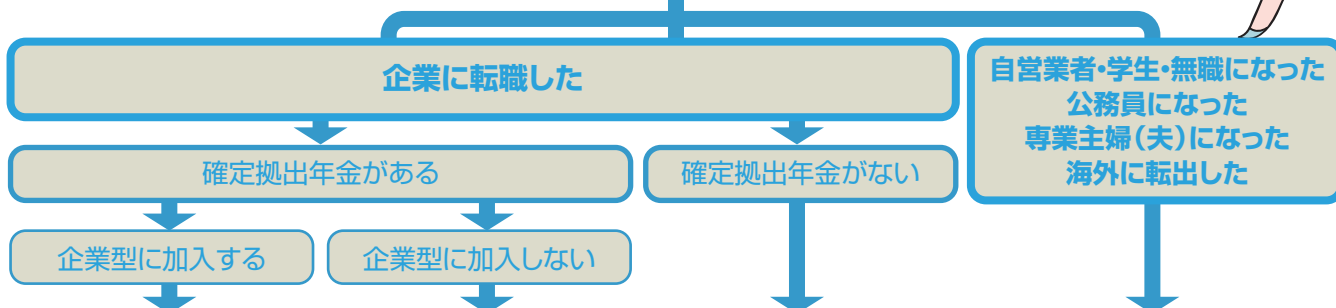 企業に転職した
自営業者・学生・無職になった
公務員になった
専業主婦（夫）になった
海外に転出した
確定拠出年金がある
確定拠出年金がない
企業型に加入する
企業型に加入しない